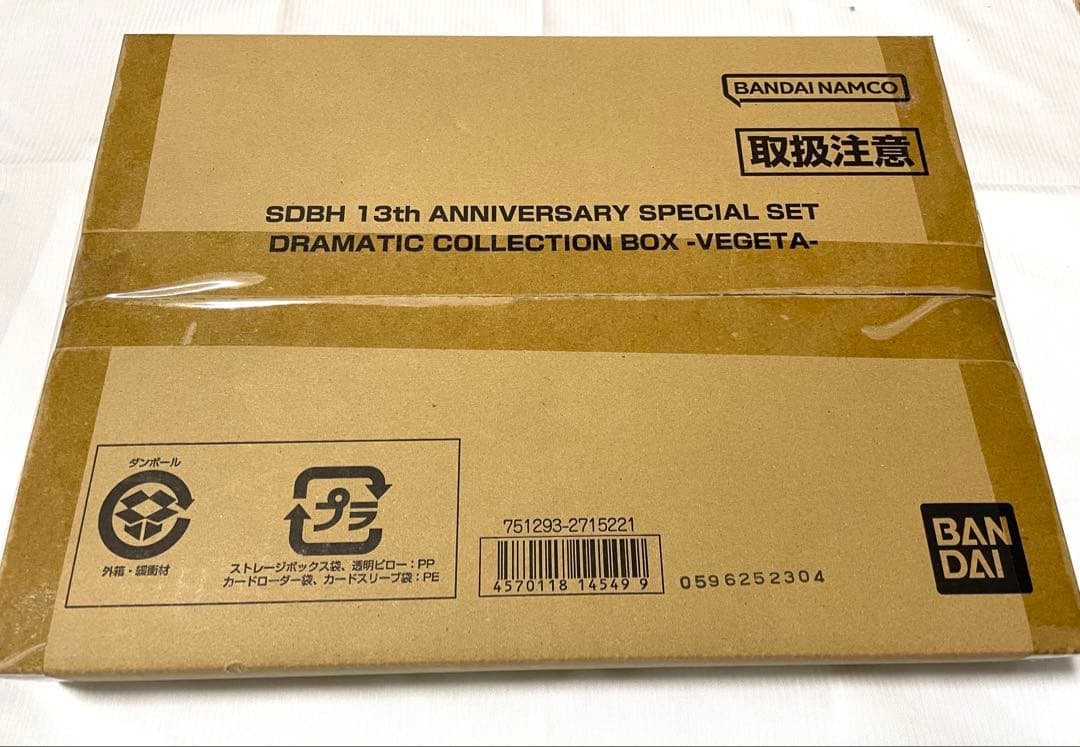 BANDAI NAMCO
取扱注意
SDBH 13th ANNIVERSARY SPECIAL SET
DRAMATIC COLLECTION BOX -VEGETA-
ダンボール
外箱・緩衝材
プラ
ストレージボックス袋、透明ピロー：PP
カードローダー袋、カードスリーブ袋：PE
751293-2715221
4570118 14549 9
0596252304
BAN
DAI